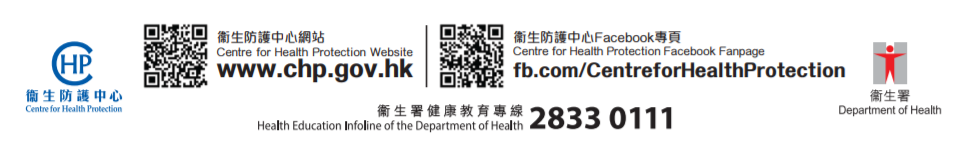 CHP
衞生防護中心
Centre for Health Protection
衞生防護中心網站
Centre for Health Protection Website
www.chp.gov.hk
衞生防護中心Facebook專頁
Centre for Health Protection Facebook Fanpage
fb.com/CentreforHealthProtection
衞生署
Department of Health
衞生署健康教育專線
Health Education Infoline of the Department of Health
2833 0111